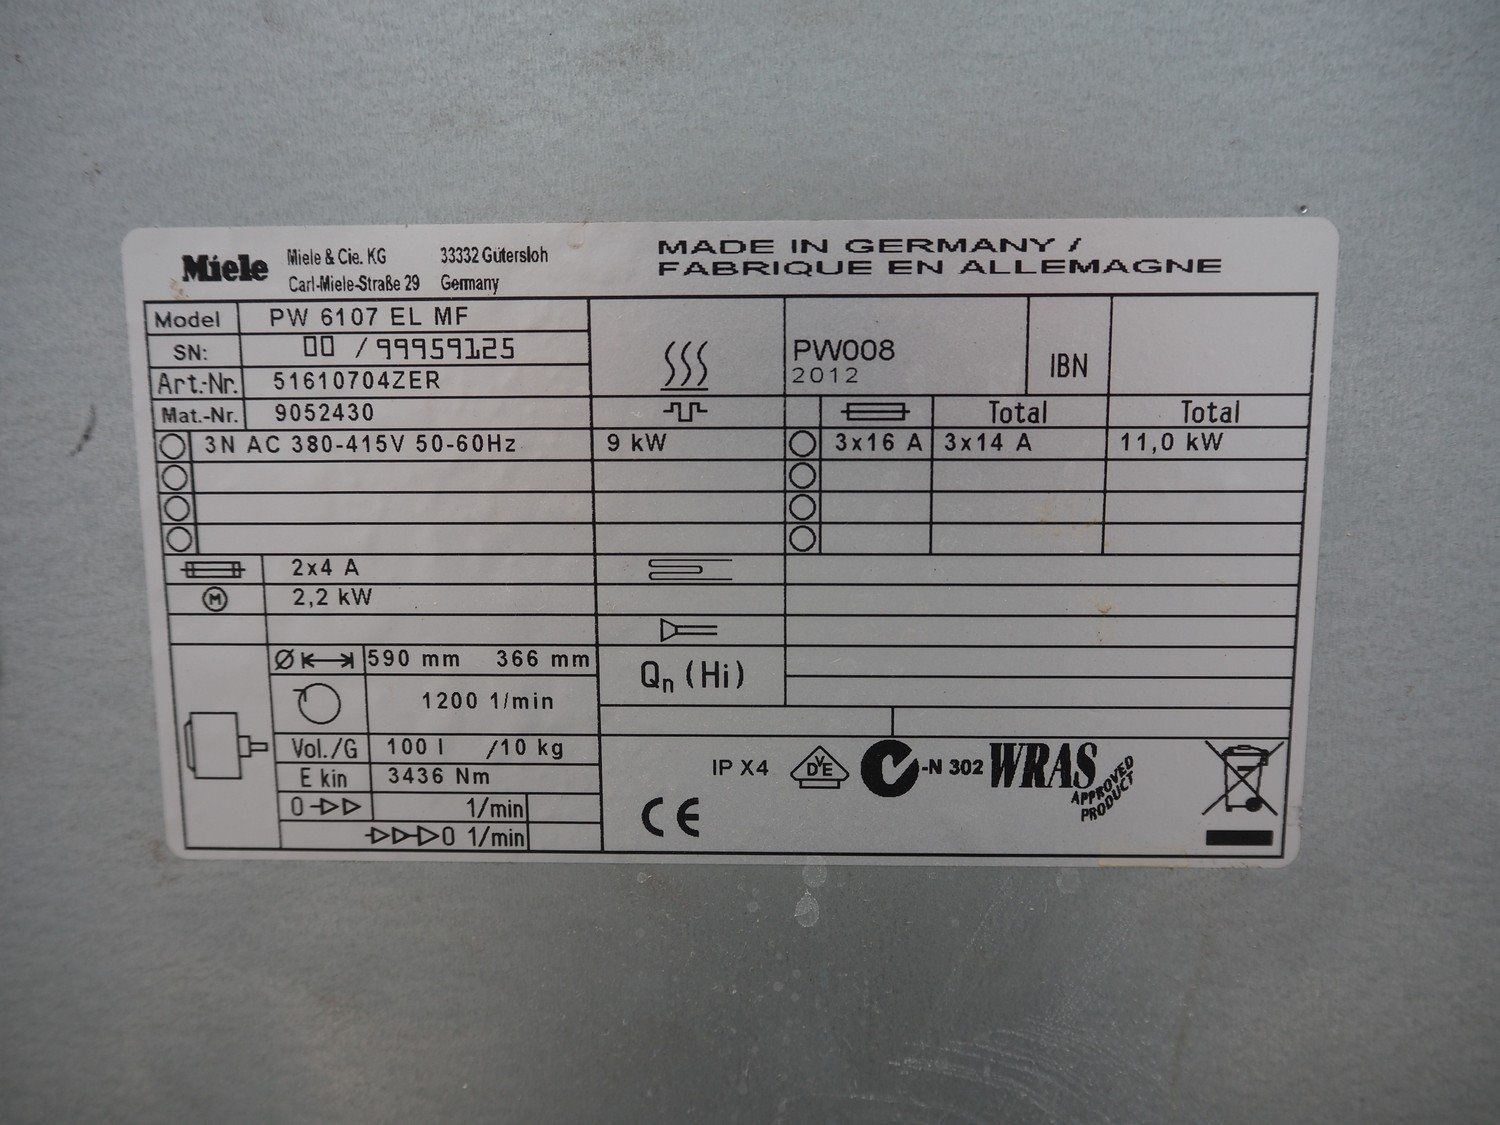 Miele Miele & Cie. KG 33332 Gütersloh
Carl-Miele-Straße 29 Germany
MADE IN GERMANY /
FABRIQUE EN ALLEMAGNE
Model PW 6107 EL MF
SN: 00 / 99959125
Art.-Nr. 51610704ZER
Mat.-Nr. 9052430
PW008
2012
IBN
Total Total
3N AC 380-415V 50-60Hz 9 kW 3x16 A 3x14 A 11,0 kW
2x4 A
M 2,2 kW
Ø 590 mm 366 mm
Qn (Hi)
1200 1/min
Vol./G 100 l /10 kg
E kin 3436 Nm
0 1/min
0 1/min
IP X4 DVE -N 302 WRAS APPROVED PRODUCT
CE